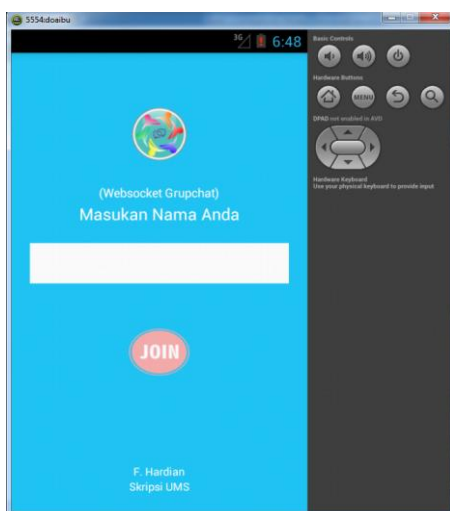 5554:doaibu
3G 6:48
(Websocket Grupchat)
Masukan Nama Anda
JOIN
F. Hardian
Skripsi UMS
Basic Controls
Hardware Buttons
MENU
DPAD not enabled in AVD
Hardware Keyboard
Use your physical keyboard to provide input